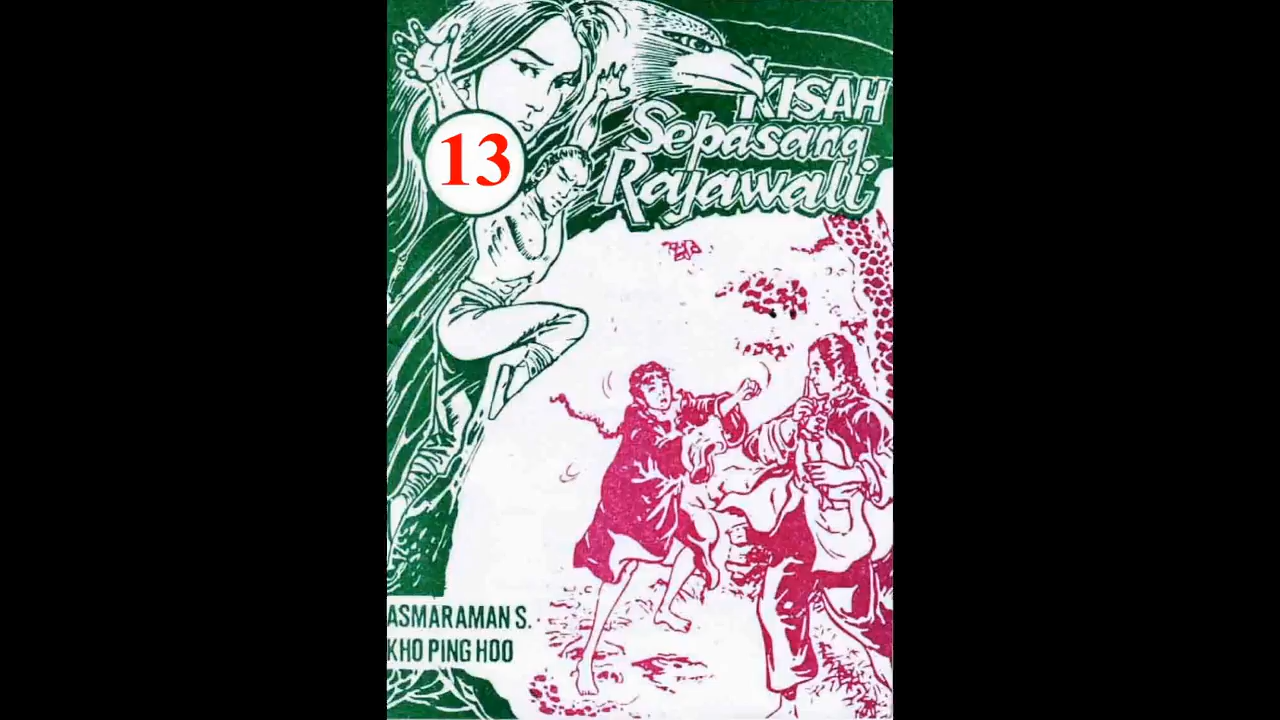 KISAH
Sepasang
Rajawali
13
ASMARAMAN S.
KHO PING HOO